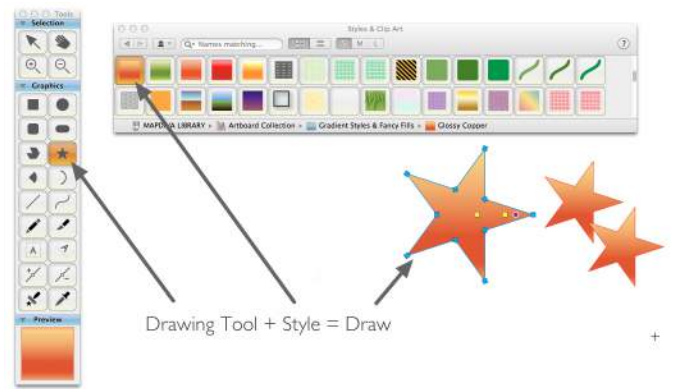 Tools
Selection
Graphics
A
Preview
Styles & Clip Art
Names matching...
S M L
?
MAPDIVA LIBRARY ▸ Artboard Collection ▸ Gradient Styles & Fancy Fills ▸ Glossy Copper
Drawing Tool + Style = Draw